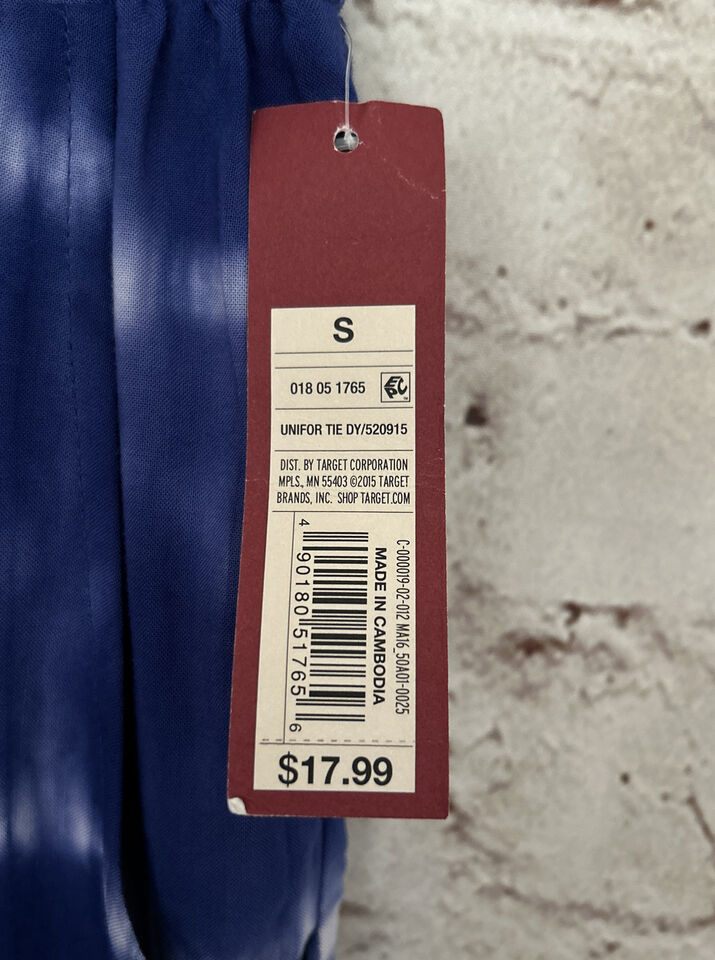 S
018 05 1765
EPC
UNIFOR TIE DY/520915
DIST. BY TARGET CORPORATION
MPLS., MN 55403 ©2015 TARGET
BRANDS, INC. SHOP TARGET.COM
C-000019-02-012 MA16_50A01-0025
MADE IN CAMBODIA
4 90180 51765 6
$17.99